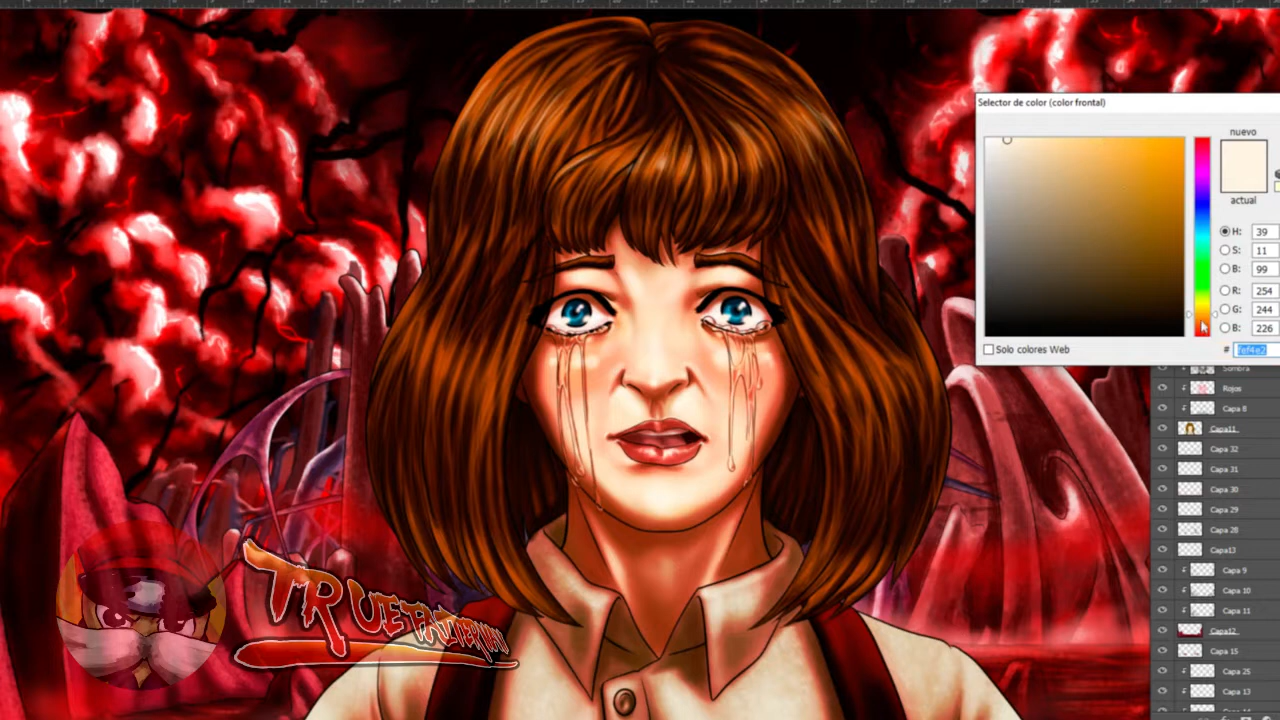 Selector de color (color frontal)
nuevo
actual
H: 39
S: 11
B: 99
R: 254
G: 244
B: 226
Solo colores Web
# fef4e2
Sombra
Rojos
Capa 8
Capa11
Capa 32
Capa 31
Capa 30
Capa 29
Capa 28
Capa13
Capa 9
Capa 10
Capa 11
Capa12
Capa 15
Capa 25
Capa 13